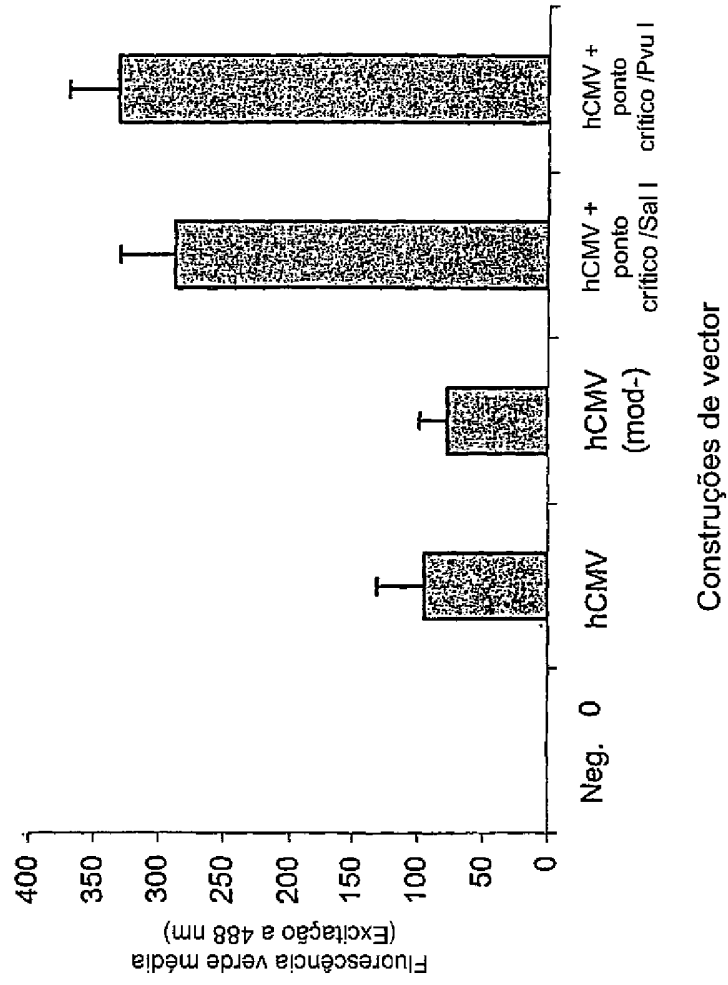 Fluorescência verde média
(Excitação a 488 nm)
400
350
300
250
200
150
100
50
0
Neg. 0
hCMV
hCMV
(mod-)
hCMV +
ponto
crítico /Sal I
hCMV +
ponto
crítico /Pvu I
Construções de vector